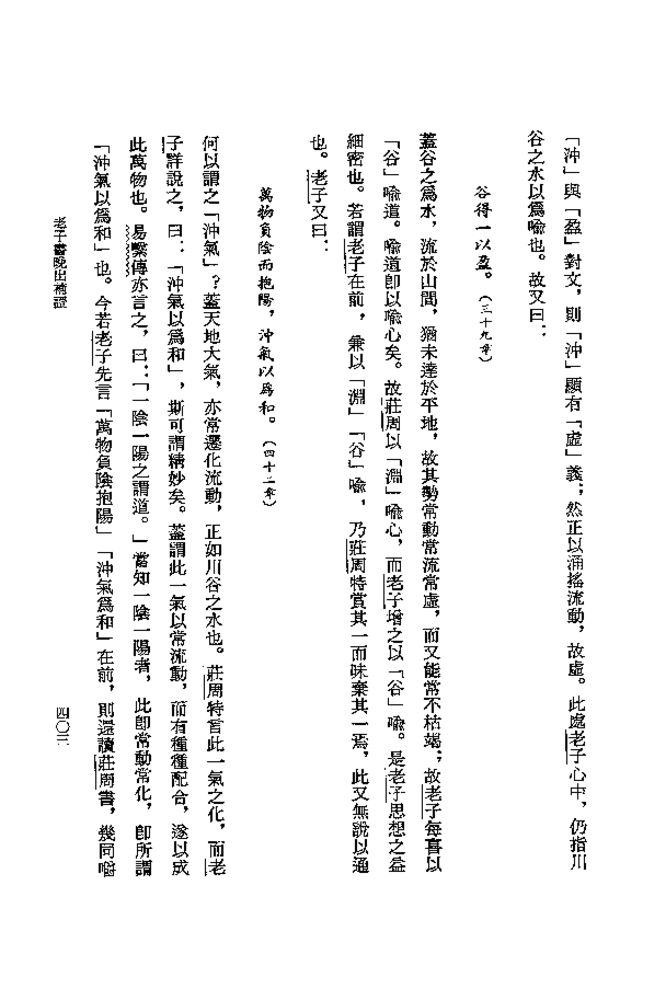 「沖」與「盈」對文，則「沖」顯有「虛」義；然正以涌搖流動，故虛。此處老子心中，仍指川
谷之水以爲喻也。故又曰：
谷得一以盈。（三十九章）
蓋谷之爲水，流於山間，猶未達於平地，故其勢常動常流常虛，而又能常不枯竭；故老子每喜以
「谷」喻道。喻道卽以喻心矣。故莊周以「淵」喻心，而老子增之以「谷」喻。是老子思想之益
細密也。若謂老子在前，兼以「淵」「谷」喻，乃莊周特賞其一而昧棄其一焉，此又無說以通
也。老子又曰：
萬物負陰而抱陽，沖氣以爲和。（四十二章）
何以謂之「沖氣」？蓋天地大氣，亦常遷化流動，正如川谷之水也。莊周特言此一氣之化，而老
子詳說之，曰：「沖氣以爲和」，斯可謂精妙矣。蓋謂此一氣以常流動，而有種種配合，遂以成
此萬物也。易繫傳亦言之，曰：「一陰一陽之謂道。」當知一陰一陽者，此卽常動常化，卽所謂
「沖氣以爲和」也。今若老子先言「萬物負陰抱陽」「沖氣爲和」在前，則還讀莊周書，幾同嚼
老子書晚出補證
四〇三